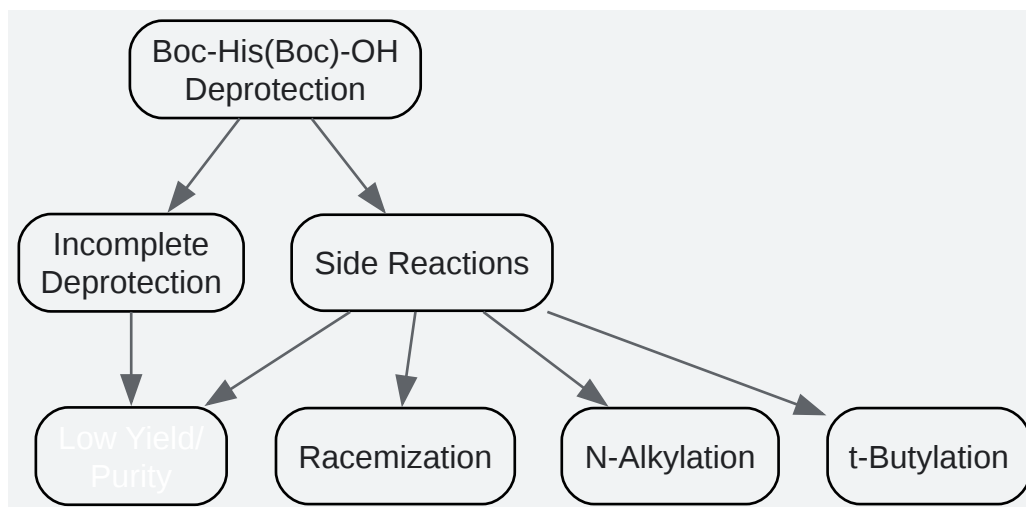 Boc-His(Boc)-OH
Deprotection
Incomplete
Deprotection
Side Reactions
Low Yield/
Purity
Racemization
N-Alkylation
t-Butylation